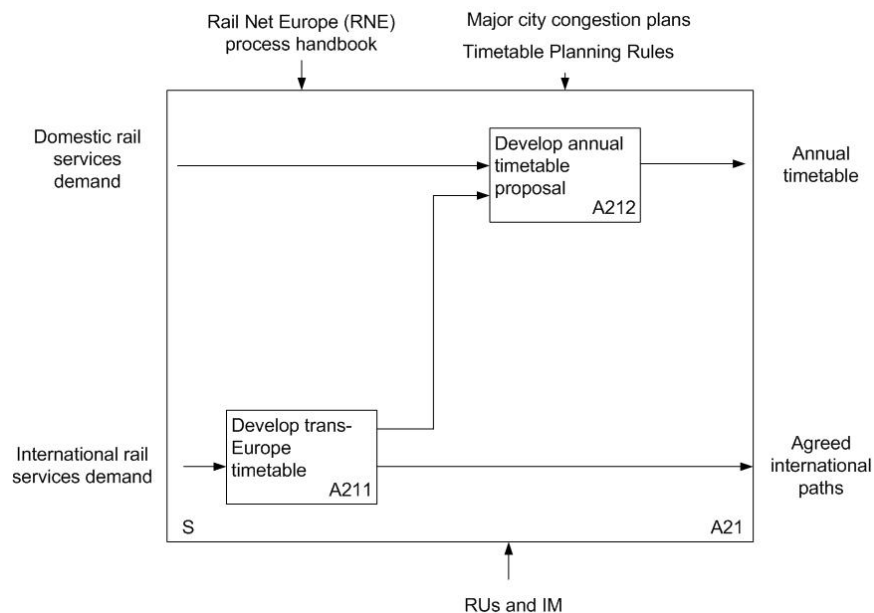 Rail Net Europe (RNE)
process handbook
Major city congestion plans
Timetable Planning Rules
Domestic rail
services
demand
Develop annual
timetable
proposal
A212
Annual
timetable
International rail
services demand
Develop trans-
Europe
timetable
A211
Agreed
international
paths
S
A21
RUs and IM